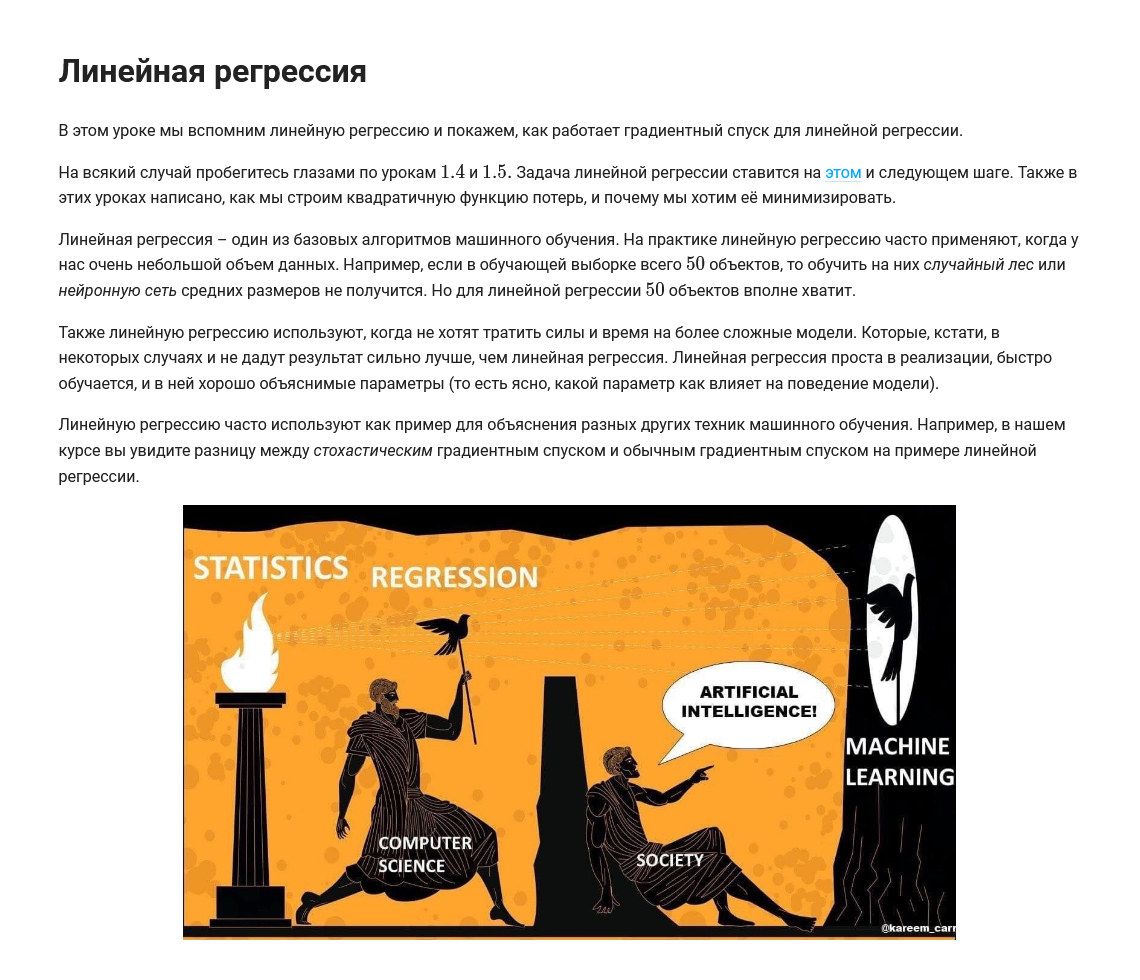 Линейная регрессия
В этом уроке мы вспомним линейную регрессию и покажем, как работает градиентный спуск для линейной регрессии.
На всякий случай пробегитесь глазами по урокам 1.4 и 1.5. Задача линейной регрессии ставится на этом и следующем шаге. Также в
этих уроках написано, как мы строим квадратичную функцию потерь, и почему мы хотим её минимизировать.
Линейная регрессия – один из базовых алгоритмов машинного обучения. На практике линейную регрессию часто применяют, когда у
нас очень небольшой объем данных. Например, если в обучающей выборке всего 50 объектов, то обучить на них случайный лес или
нейронную сеть средних размеров не получится. Но для линейной регрессии 50 объектов вполне хватит.
Также линейную регрессию используют, когда не хотят тратить силы и время на более сложные модели. Которые, кстати, в
некоторых случаях и не дадут результат сильно лучше, чем линейная регрессия. Линейная регрессия проста в реализации, быстро
обучается, и в ней хорошо объяснимые параметры (то есть ясно, какой параметр как влияет на поведение модели).
Линейную регрессию часто используют как пример для объяснения разных других техник машинного обучения. Например, в нашем
курсе вы увидите разницу между стохастическим градиентным спуском и обычным градиентным спуском на примере линейной
регрессии.
STATISTICS
REGRESSION
ARTIFICIAL
INTELLIGENCE!
MACHINE
LEARNING
COMPUTER
SCIENCE
SOCIETY
@kareem_carr